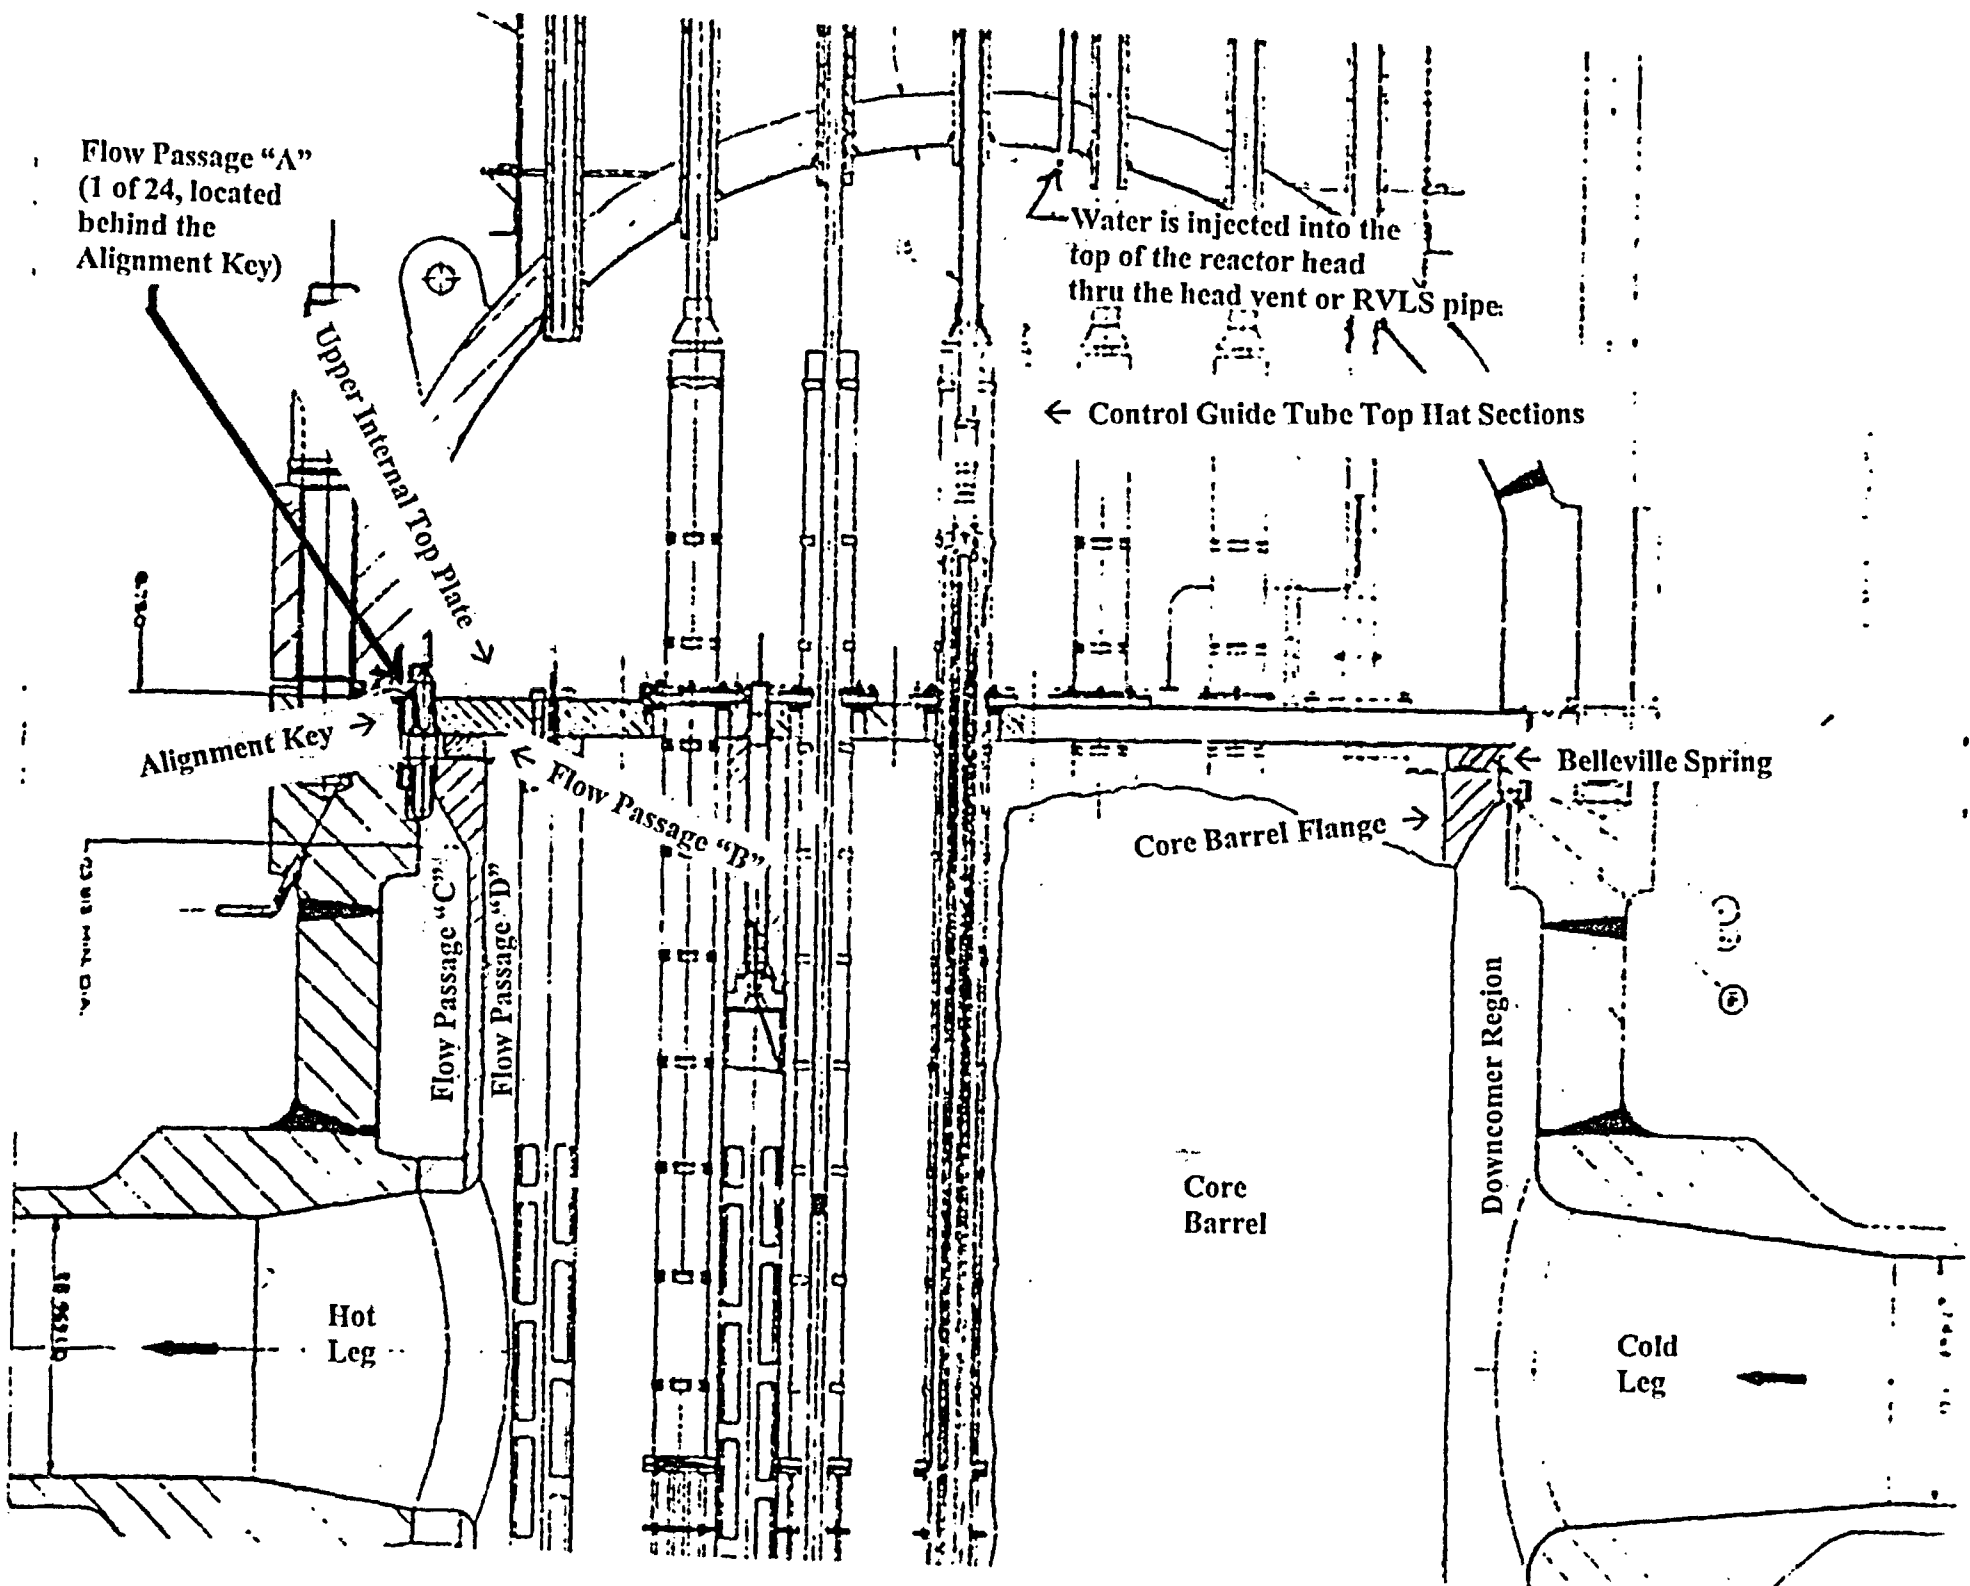 Flow Passage “A”
(1 of 24, located
behind the
Alignment Key)
Upper Internal Top Plate
Water is injected into the
top of the reactor head
thru the head vent or RVLS pipe
Control Guide Tube Top Hat Sections
Alignment Key
Flow Passage “B”
Belleville Spring
Core Barrel Flange
Flow Passage “C”
Flow Passage “D”
Downcomer Region
Core
Barrel
Hot
Leg
Cold
Leg